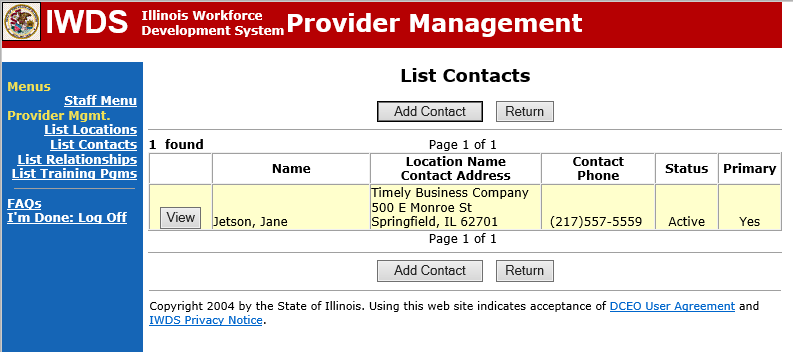 IWDS Illinois Workforce Development System Provider Management
Menus
Staff Menu
Provider Mgmt.
List Locations
List Contacts
List Relationships
List Training Pgms
FAQs
I'm Done: Log Off
List Contacts
Add Contact Return
1 found Page 1 of 1
Name Location Name Contact Address Contact Phone Status Primary
View Jetson, Jane Timely Business Company
500 E Monroe St
Springfield, IL 62701 (217)557-5559 Active Yes
Page 1 of 1
Add Contact Return
Copyright 2004 by the State of Illinois. Using this web site indicates acceptance of DCEO User Agreement and
IWDS Privacy Notice.